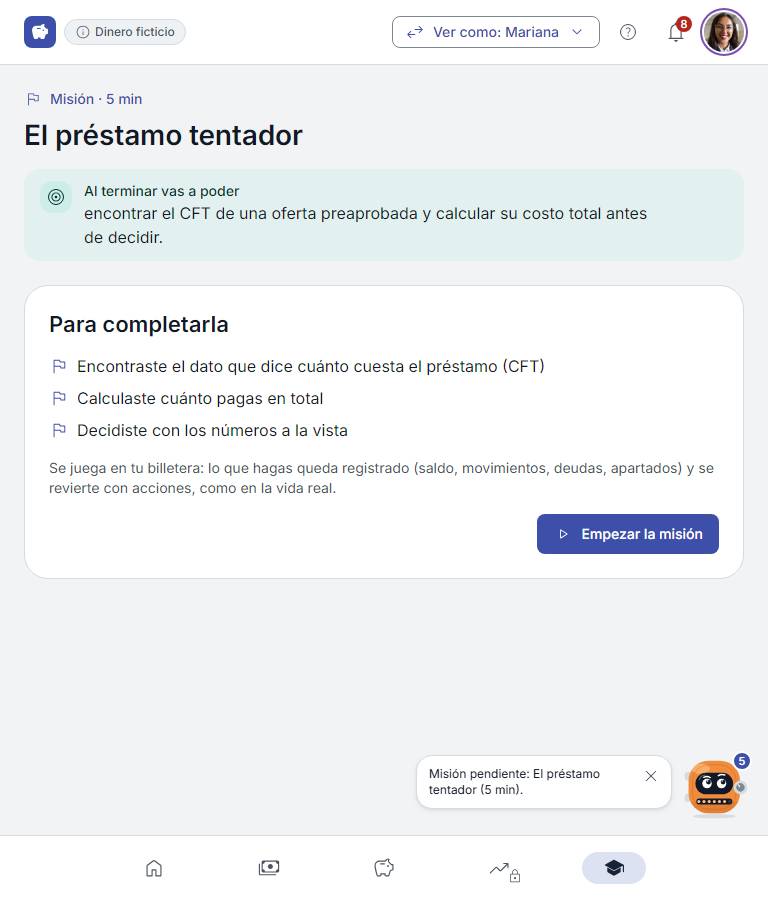 Dinero ficticio
Ver como: Mariana
8
Misión · 5 min
El préstamo tentador
Al terminar vas a poder
encontrar el CFT de una oferta preaprobada y calcular su costo total antes
de decidir.
Para completarla
Encontraste el dato que dice cuánto cuesta el préstamo (CFT)
Calculaste cuánto pagas en total
Decidiste con los números a la vista
Se juega en tu billetera: lo que hagas queda registrado (saldo, movimientos, deudas, apartados) y se
revierte con acciones, como en la vida real.
Empezar la misión
Misión pendiente: El préstamo
tentador (5 min).
5